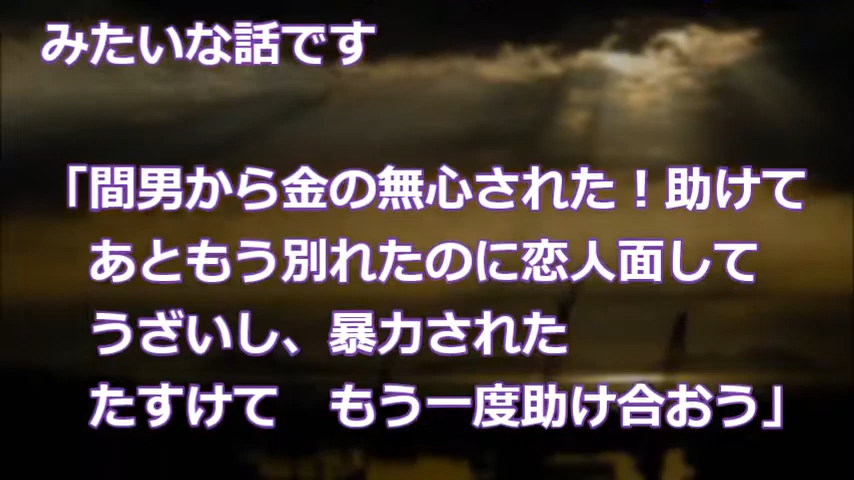 みたいな話です
「間男から金の無心された！助けて
あともう別れたのに恋人面して
うざいし、暴力された
たすけて　もう一度助け合おう」